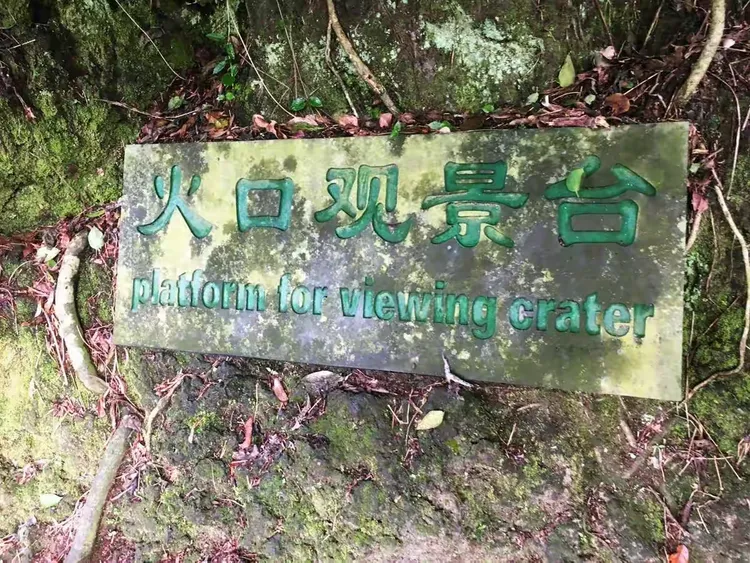 火口观景台
platform for viewing crater